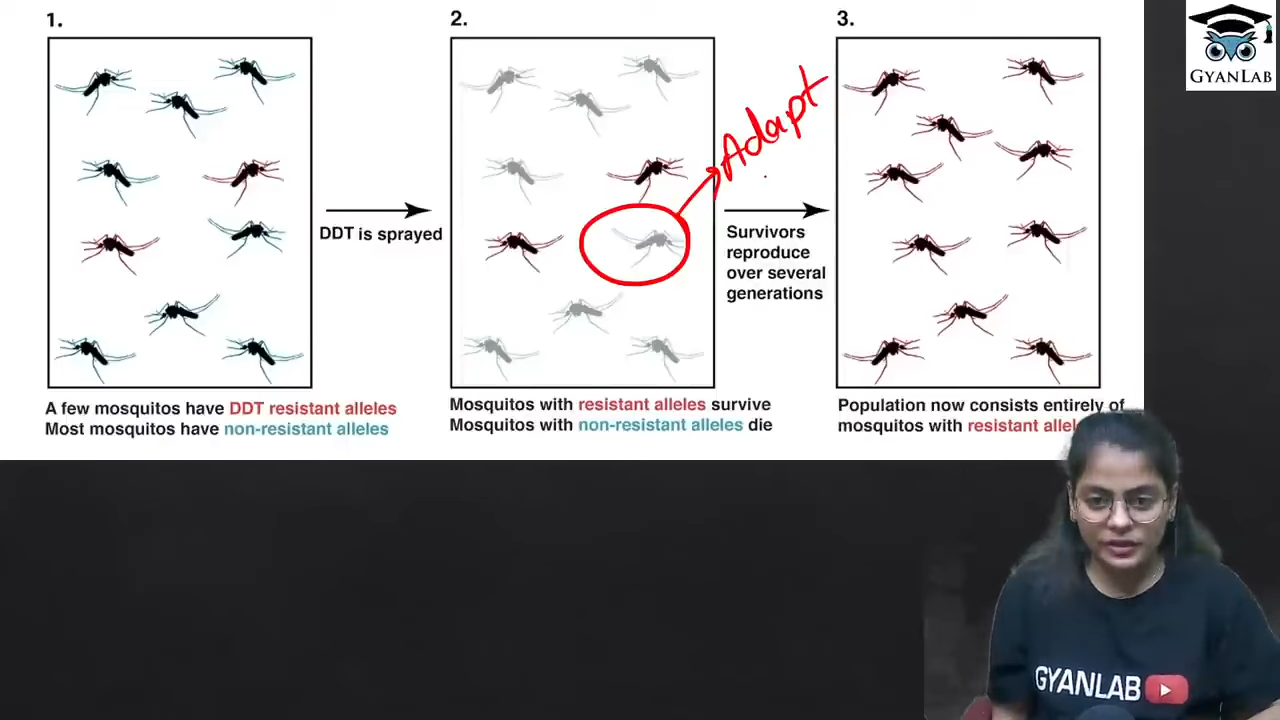 1.
2.
3.
GYANLAB
Adapt
DDT is sprayed
Survivors
reproduce
over several
generations
A few mosquitos have DDT resistant alleles
Most mosquitos have non-resistant alleles
Mosquitos with resistant alleles survive
Mosquitos with non-resistant alleles die
Population now consists entirely of
mosquitos with resistant
GYANLAB